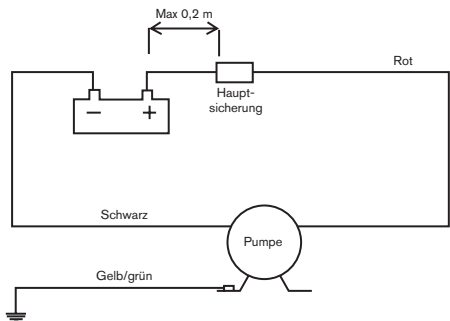 Max 0,2 m
Rot
Haupt-
sicherung
Schwarz
Pumpe
Gelb/grün